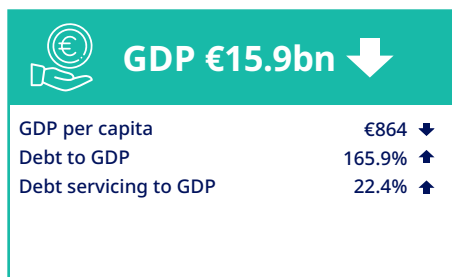 GDP €15.9bn
GDP per capita €864
Debt to GDP 165.9%
Debt servicing to GDP 22.4%